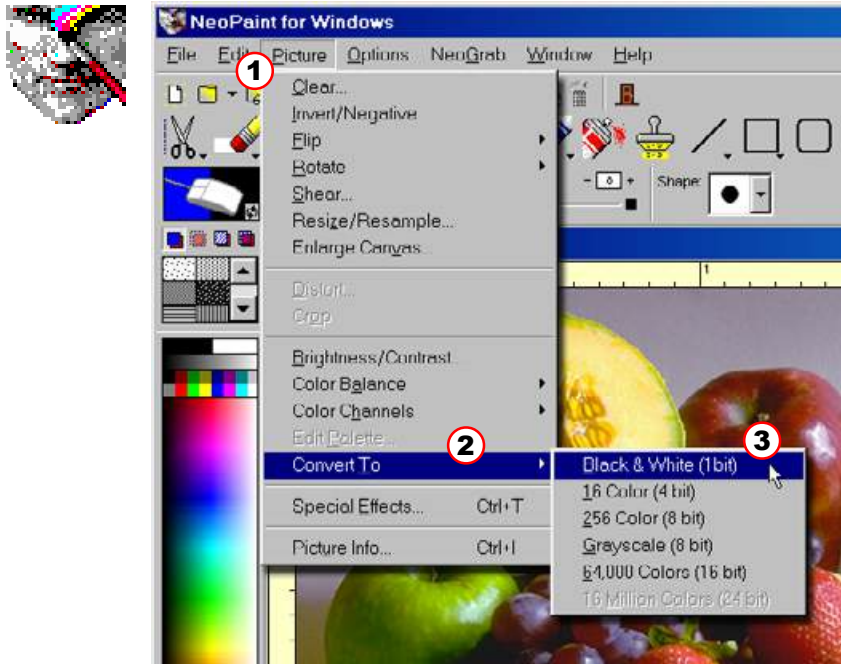 NeoPaint for Windows
File Edit Picture Options NeoGrab Window Help
1
Clear...
Invert/Negative
Flip
Rotate
Shear...
Resize/Resample...
Enlarge Canvas...
Distort...
Crop
Brightness/Contrast...
Color Balance
Color Channels
Edit Palette...
Convert To
2
Special Effects... Ctrl+T
Picture Info... Ctrl+I
3
Black & White (1bit)
16 Color (4 bit)
256 Color (8 bit)
Grayscale (8 bit)
64,000 Colors (16 bit)
16 Million Colors (24 bit)
- 8 + Shape:
1